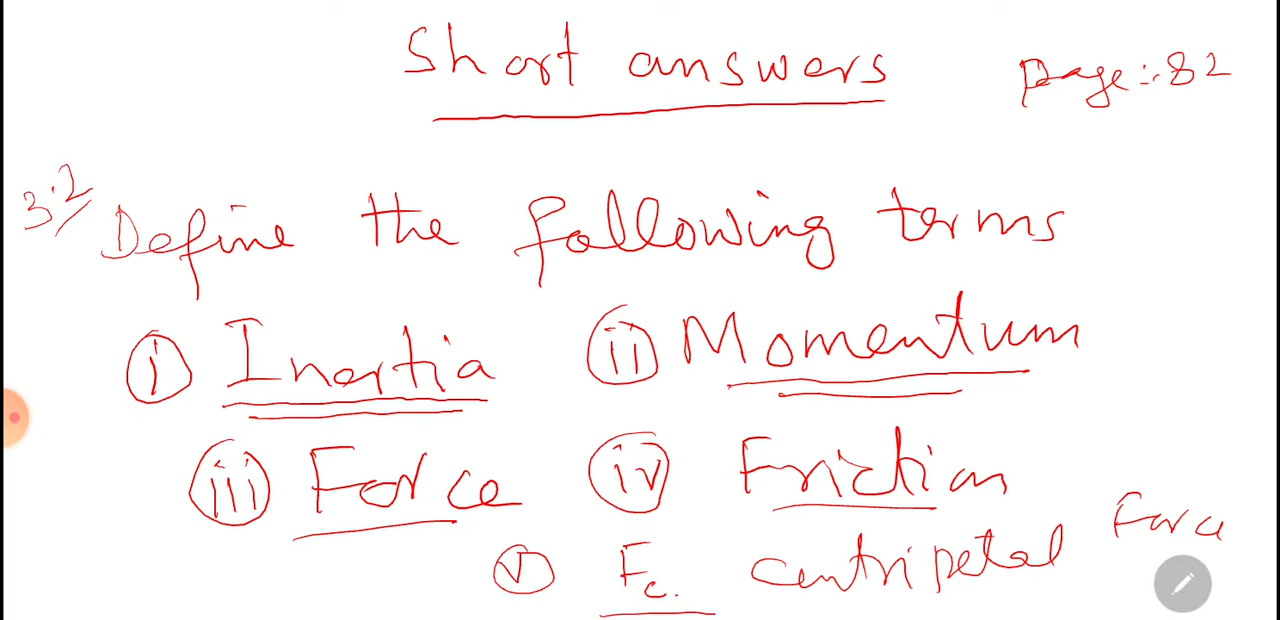 Short answers page:-82
3.2 Define the following terms
(i) Inertia (ii) Momentum
(iii) Force (iv) Friction
(v) Fc. centripetal Force